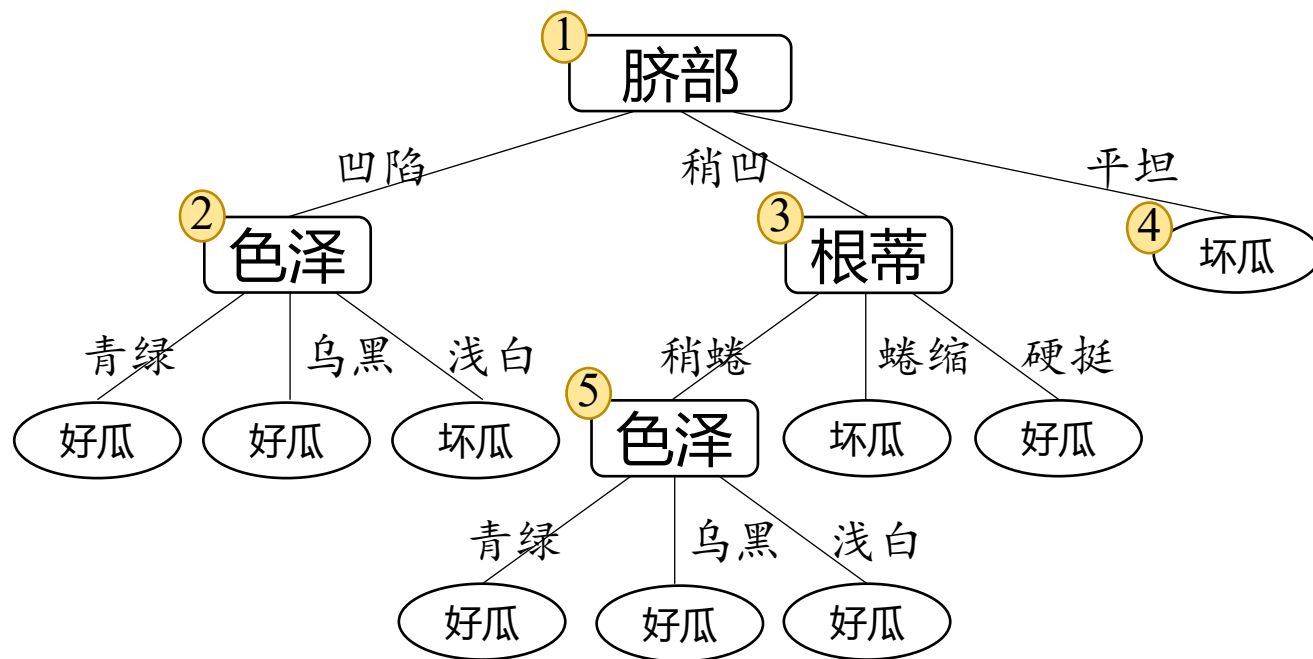 1
脐部
凹陷 稍凹 平坦
2 3 4
色泽 根蒂 坏瓜
青绿 乌黑 浅白 稍蜷 蜷缩 硬挺
5
好瓜 好瓜 坏瓜 色泽 坏瓜 好瓜
青绿 乌黑 浅白
好瓜 好瓜 好瓜